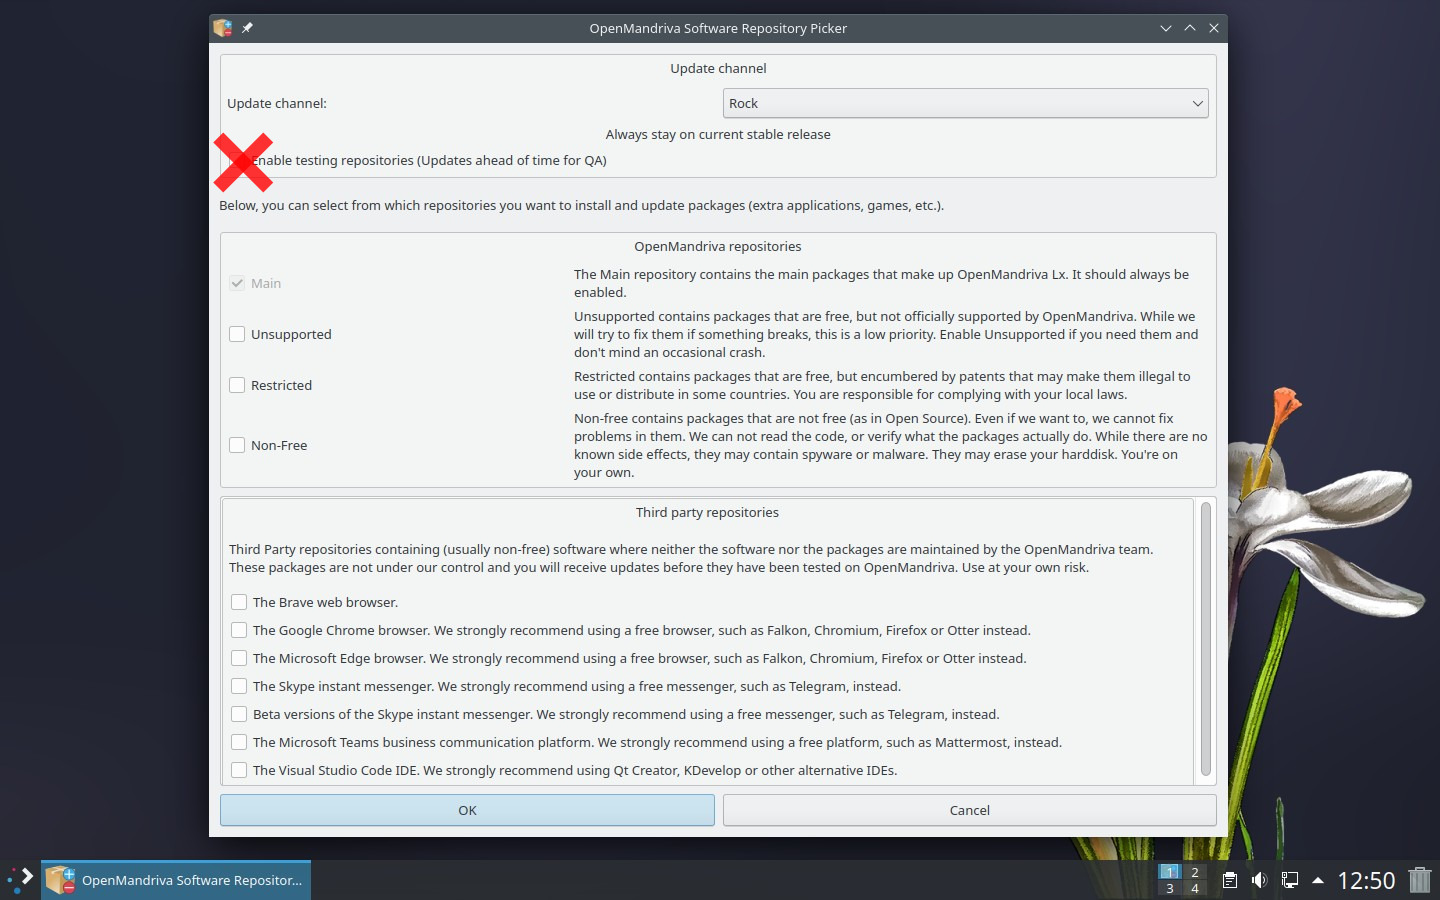 OpenMandriva Software Repository Picker
Update channel
Update channel:
Rock
Always stay on current stable release
Enable testing repositories (Updates ahead of time for QA)
Below, you can select from which repositories you want to install and update packages (extra applications, games, etc.).
OpenMandriva repositories
Main
The Main repository contains the main packages that make up OpenMandriva Lx. It should always be
enabled.
Unsupported
Unsupported contains packages that are free, but not officially supported by OpenMandriva. While we
will try to fix them if something breaks, this is a low priority. Enable Unsupported if you need them and
don't mind an occasional crash.
Restricted
Restricted contains packages that are free, but encumbered by patents that may make them illegal to
use or distribute in some countries. You are responsible for complying with your local laws.
Non-Free
Non-free contains packages that are not free (as in Open Source). Even if we want to, we cannot fix
problems in them. We can not read the code, or verify what the packages actually do. While there are no
known side effects, they may contain spyware or malware. They may erase your harddisk. You're on
your own.
Third party repositories
Third Party repositories containing (usually non-free) software where neither the software nor the packages are maintained by the OpenMandriva team.
These packages are not under our control and you will receive updates before they have been tested on OpenMandriva. Use at your own risk.
The Brave web browser.
The Google Chrome browser. We strongly recommend using a free browser, such as Falkon, Chromium, Firefox or Otter instead.
The Microsoft Edge browser. We strongly recommend using a free browser, such as Falkon, Chromium, Firefox or Otter instead.
The Skype instant messenger. We strongly recommend using a free messenger, such as Telegram, instead.
Beta versions of the Skype instant messenger. We strongly recommend using a free messenger, such as Telegram, instead.
The Microsoft Teams business communication platform. We strongly recommend using a free platform, such as Mattermost, instead.
The Visual Studio Code IDE. We strongly recommend using Qt Creator, KDevelop or other alternative IDEs.
OK
Cancel
OpenMandriva Software Repositor...
1 2
3 4
12:50